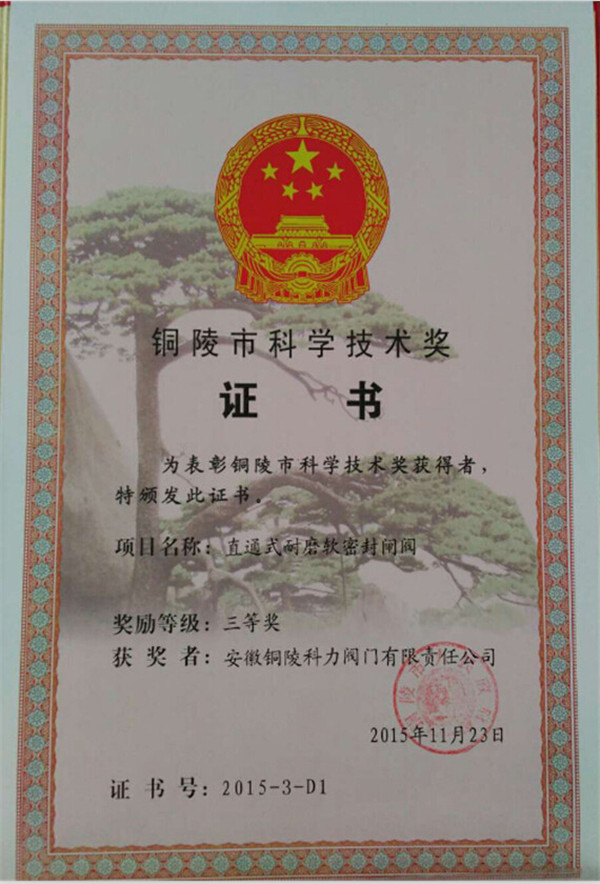 铜陵市科学技术奖
证 书
为表彰铜陵市科学技术奖获得者，
特颁发此证书。
项目名称：直通式耐磨软密封闸阀
奖励等级：三等奖
获 奖 者：安徽铜陵科力阀门有限责任公司
2015年11月23日
证 书 号：2015-3-D1